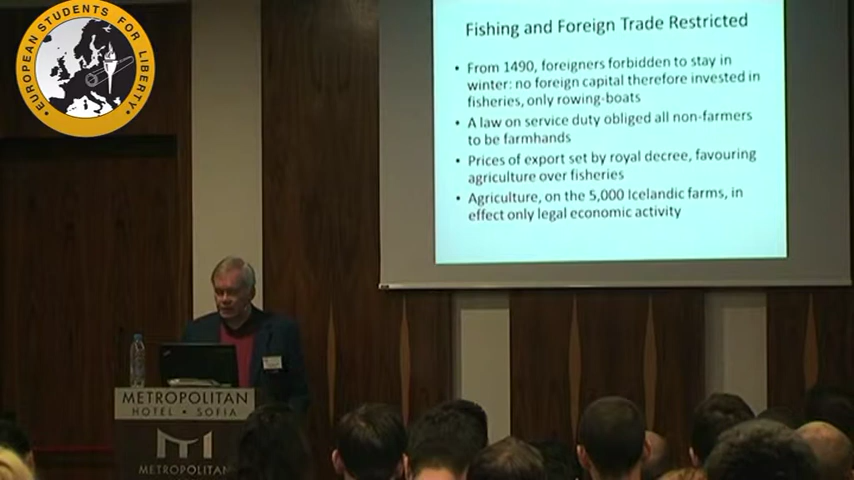 EUROPEAN STUDENTS FOR LIBERTY
Fishing and Foreign Trade Restricted
• From 1490, foreigners forbidden to stay in
winter: no foreign capital therefore invested in
fisheries, only rowing-boats
• A law on service duty obliged all non-farmers
to be farmhands
• Prices of export set by royal decree, favouring
agriculture over fisheries
• Agriculture, on the 5,000 Icelandic farms, in
effect only legal economic activity
METROPOLITAN
HOTEL • SOFIA
METROPOLITAN